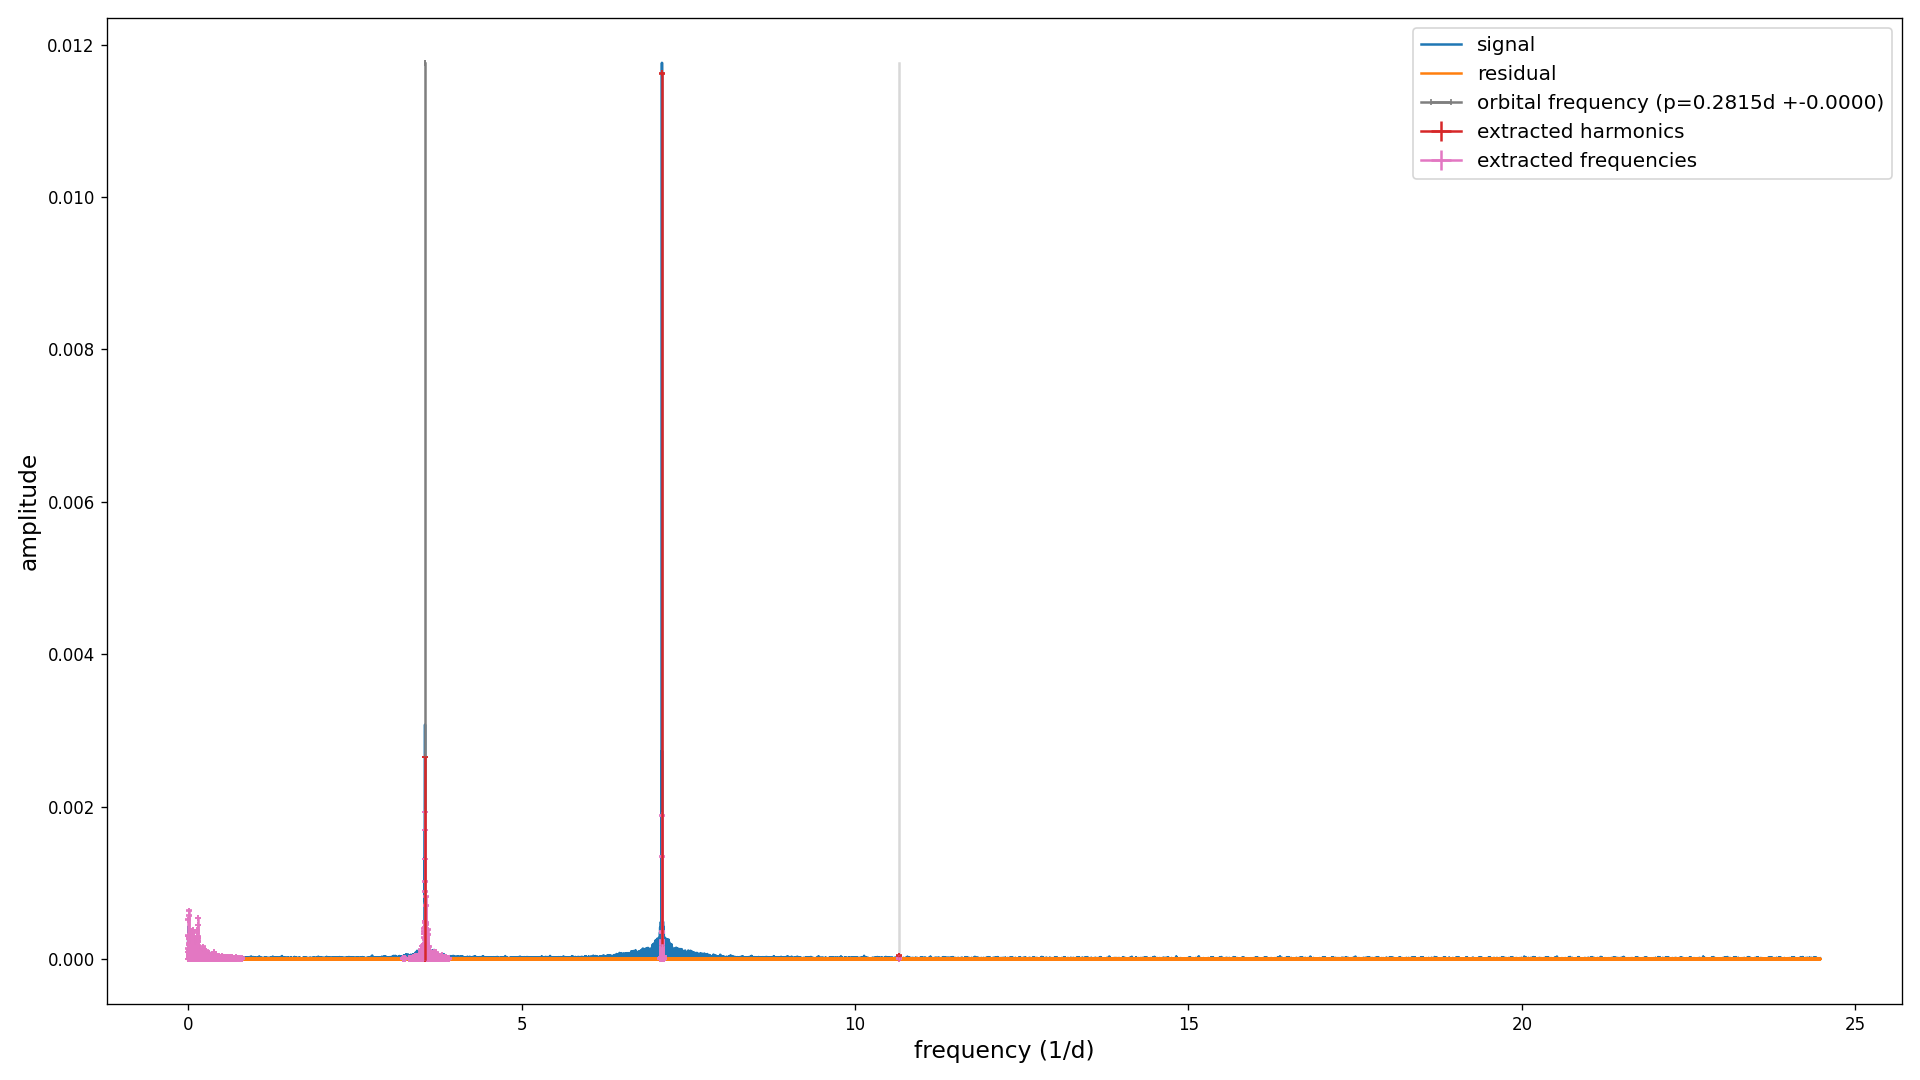 signal
residual
orbital frequency (p=0.2815d +-0.0000)
extracted harmonics
extracted frequencies
0.012
0.010
0.008
0.006
0.004
0.002
0.000
amplitude
0 5 10 15 20 25
frequency (1/d)